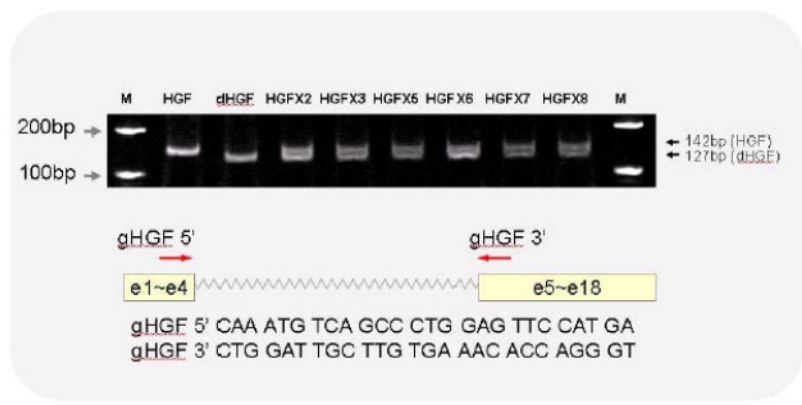 M HGF dHGF HGFX2 HGFX3 HGFX5 HGFX6 HGFX7 HGFX8 M
200bp
142bp (HGF)
127bp (dHGF)
100bp
gHGF 5' gHGF 3'
e1~e4 e5~e18
gHGF 5' CAA ATG TCA GCC CTG GAG TTC CAT GA
gHGF 3' CTG GAT TGC TTG TGA AAC ACC AGG GT